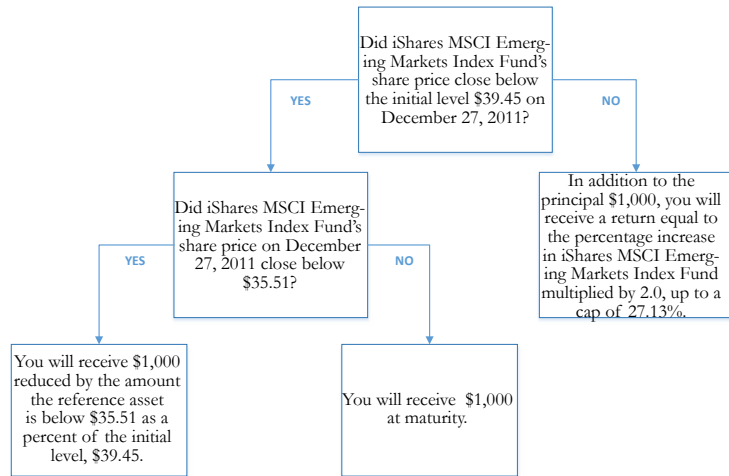 Did iShares MSCI Emerg-
ing Markets Index Fund's
share price close below
the initial level $39.45 on
December 27, 2011?
YES
NO
Did iShares MSCI Emerg-
ing Markets Index Fund's
share price on December
27, 2011 close below
$35.51?
In addition to the
principal $1,000, you will
receive a return equal to
the percentage increase
in iShares MSCI Emerg-
ing Markets Index Fund
multiplied by 2.0, up to a
cap of 27.13%.
YES
NO
You will receive $1,000
reduced by the amount
the reference asset
is below $35.51 as a
percent of the initial
level, $39.45.
You will receive $1,000
at maturity.